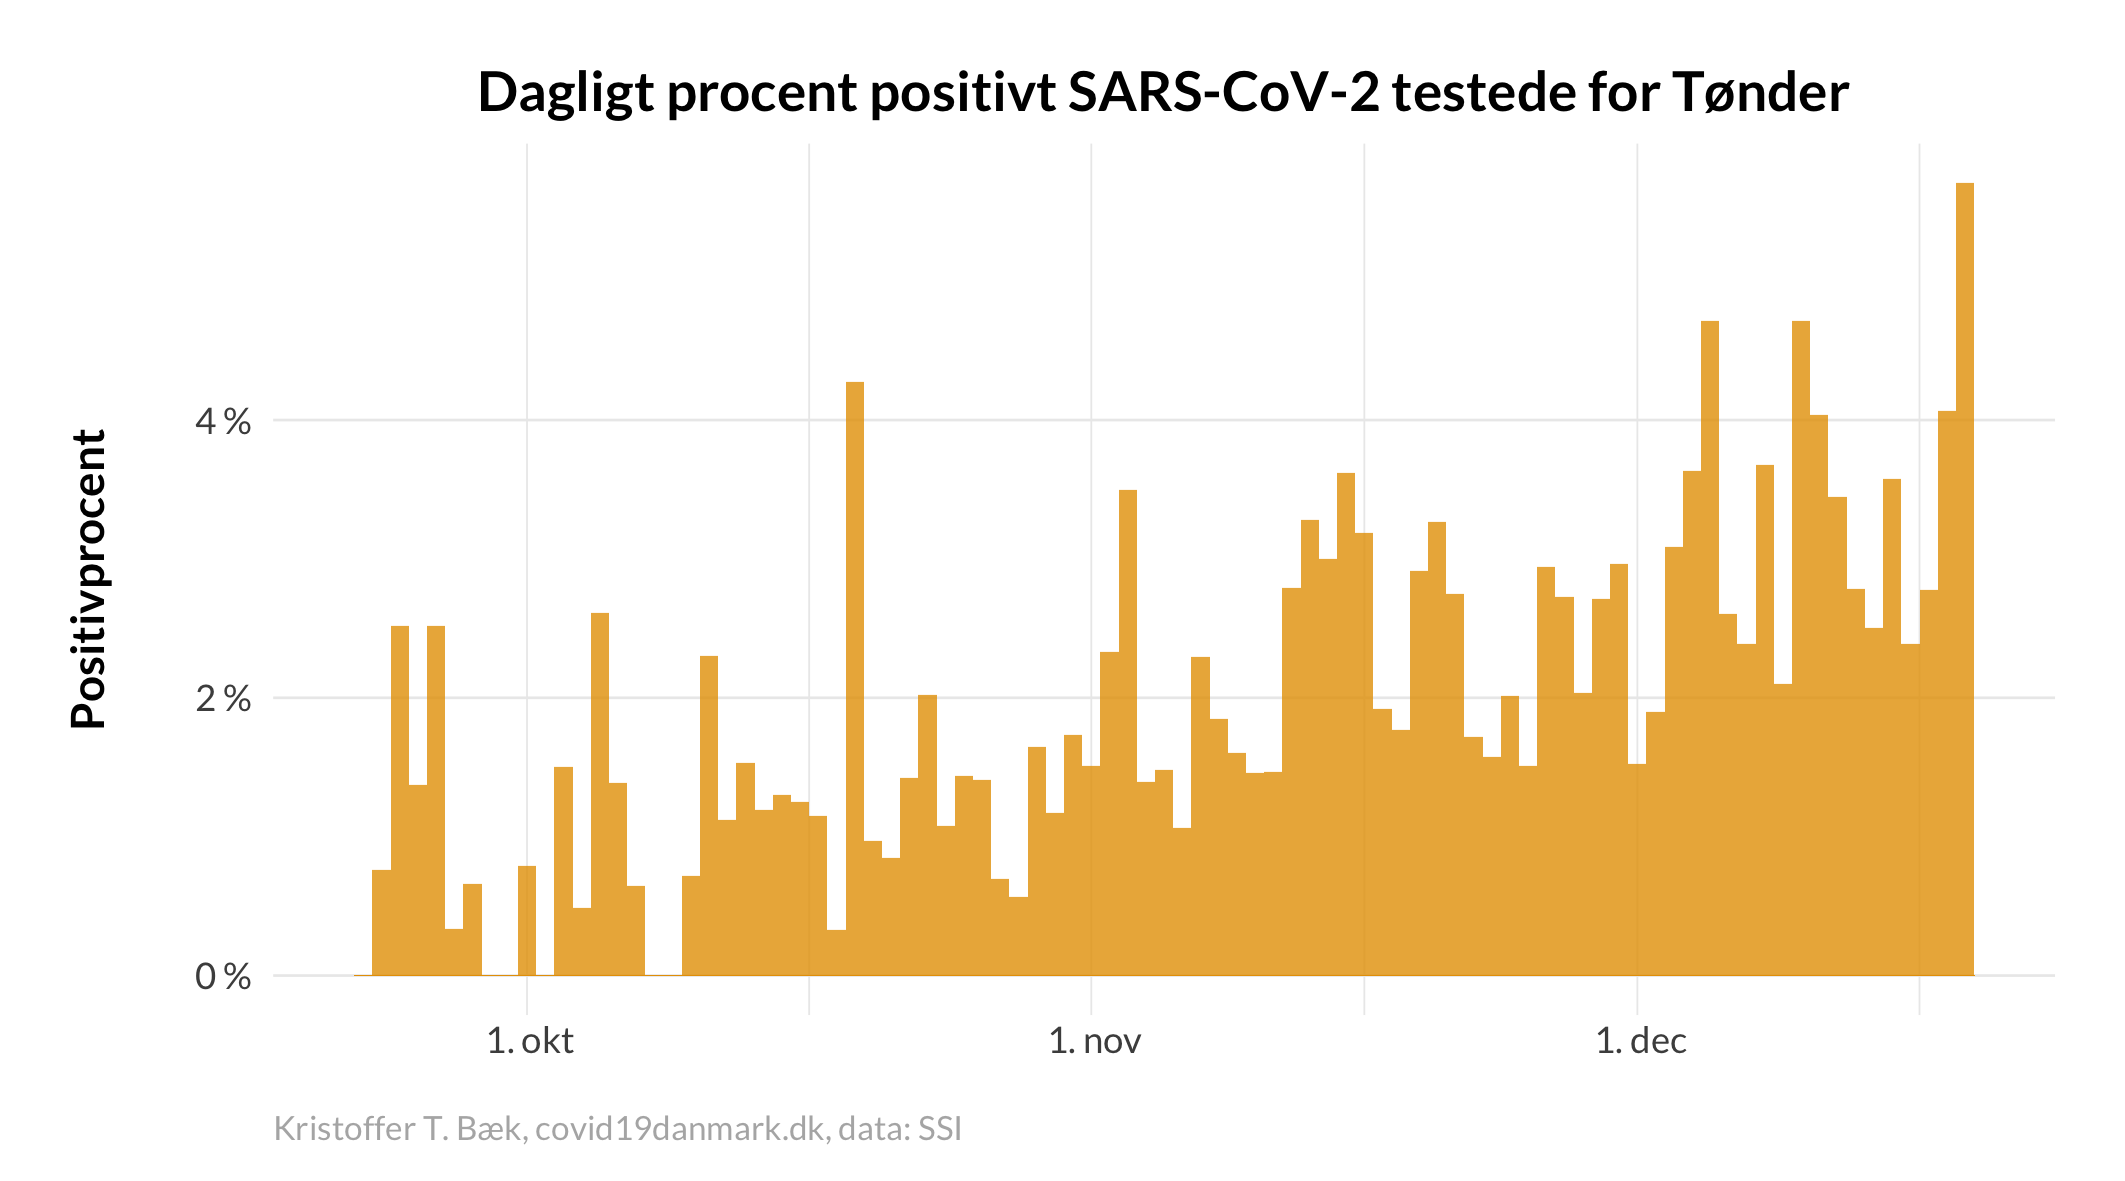 Dagligt procent positivt SARS-CoV-2 testede for Tønder
Positivprocent
4 %
2 %
0 %
1. okt
1. nov
1. dec
Kristoffer T. Bæk, covid19danmark.dk, data: SSI